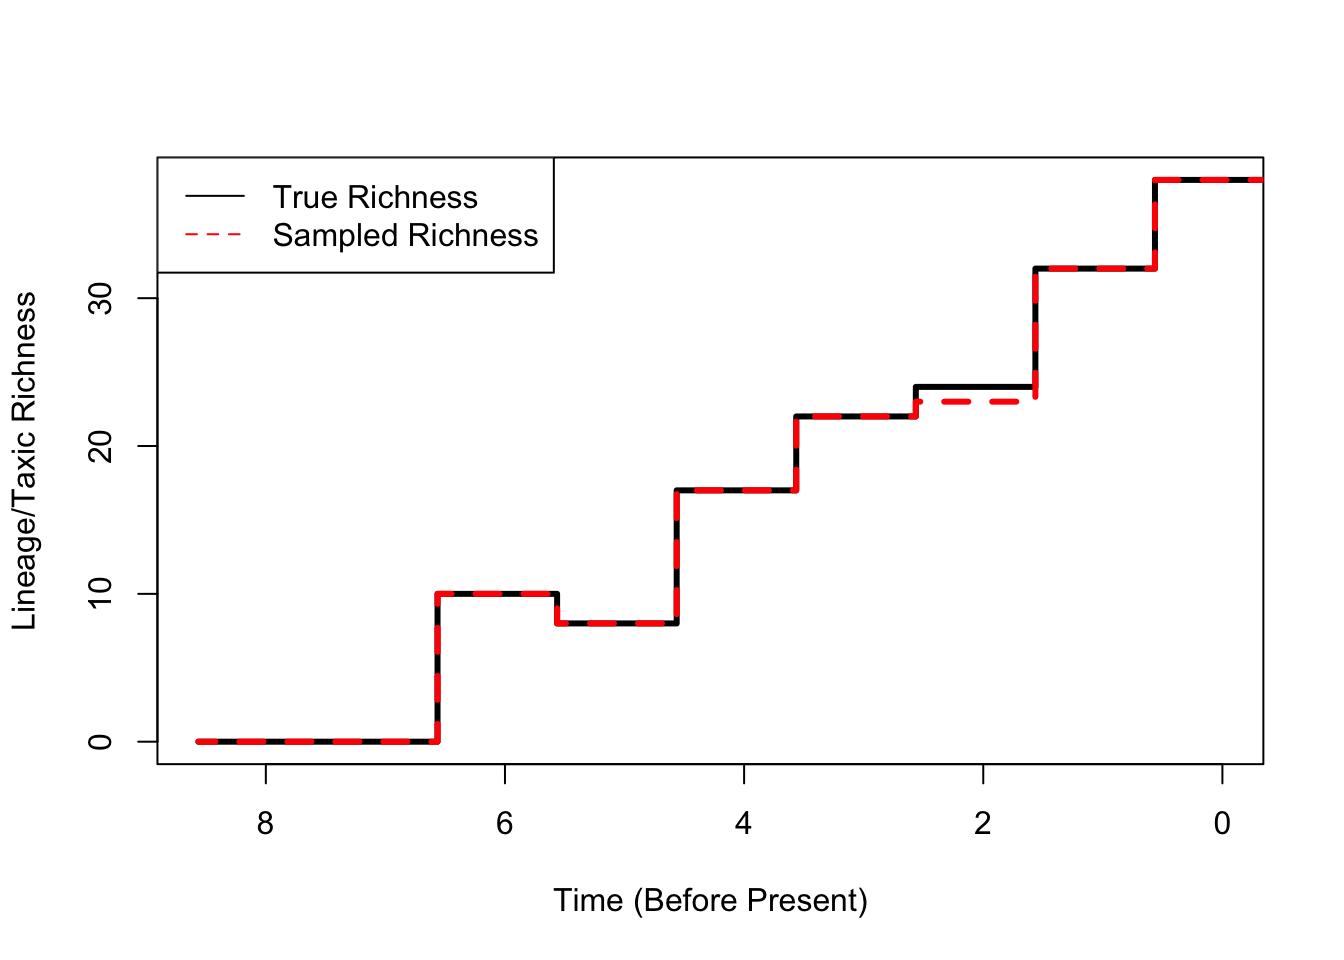 True Richness
Sampled Richness
Lineage/Taxic Richness
30
20
10
0
8 6 4 2 0
Time (Before Present)